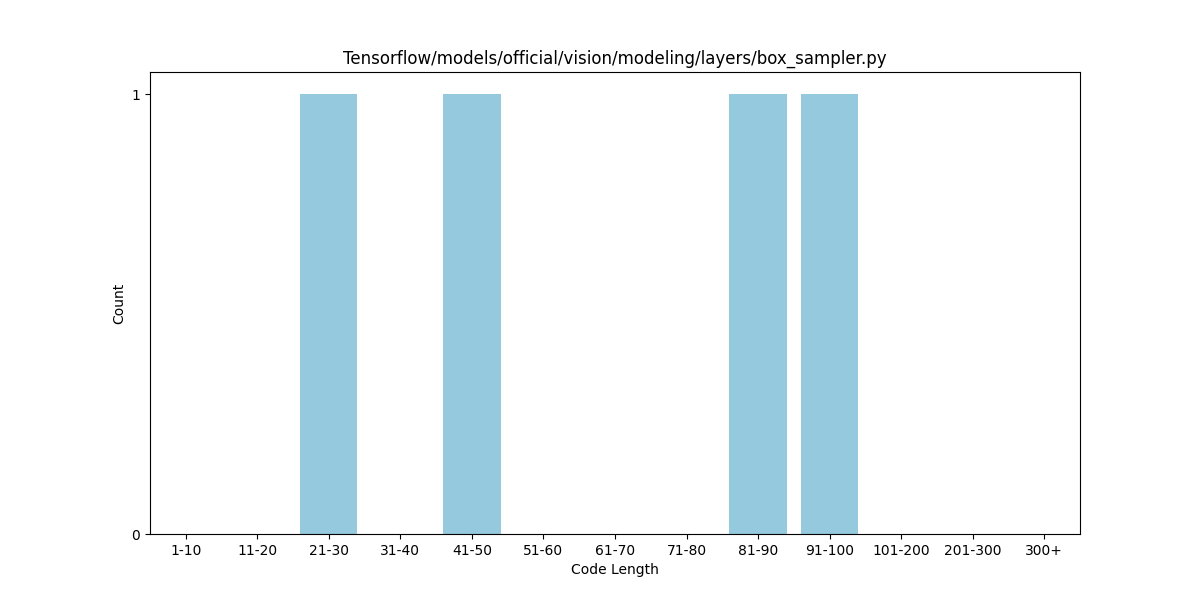 Tensorflow/models/official/vision/modeling/layers/box_sampler.py
1
Count
0
1-10 11-20 21-30 31-40 41-50 51-60 61-70 71-80 81-90 91-100 101-200 201-300 300+
Code Length